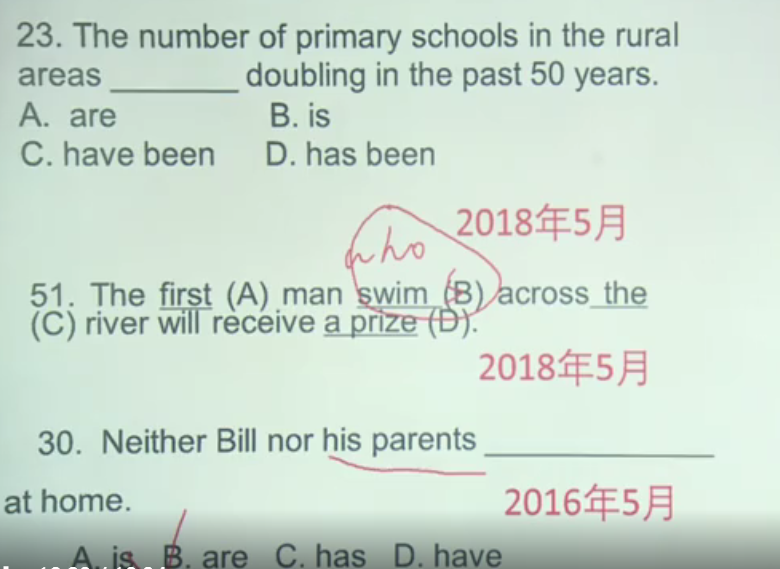 23. The number of primary schools in the rural
areas ________ doubling in the past 50 years.
A. are B. is
C. have been D. has been
2018年5月
who
51. The first (A) man swim (B) across the
(C) river will receive a prize (D).
2018年5月
30. Neither Bill nor his parents ______________
at home.
2016年5月
A. is B. are C. has D. have